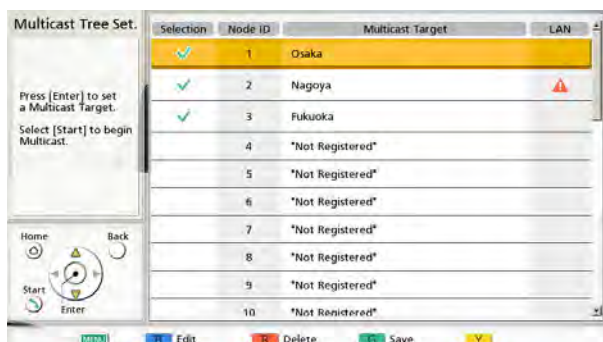 Multicast Tree Set.
Selection Node ID Multicast Target LAN
1 Osaka
2 Nagoya
3 Fukuoka
4 *Not Registered*
5 *Not Registered*
6 *Not Registered*
7 *Not Registered*
8 *Not Registered*
9 *Not Registered*
10 *Not Registered*
Press [Enter] to set
a Multicast Target.
Select [Start] to begin
Multicast.
Home Back
Start
Enter
MENU B Edit R Delete G Save Y